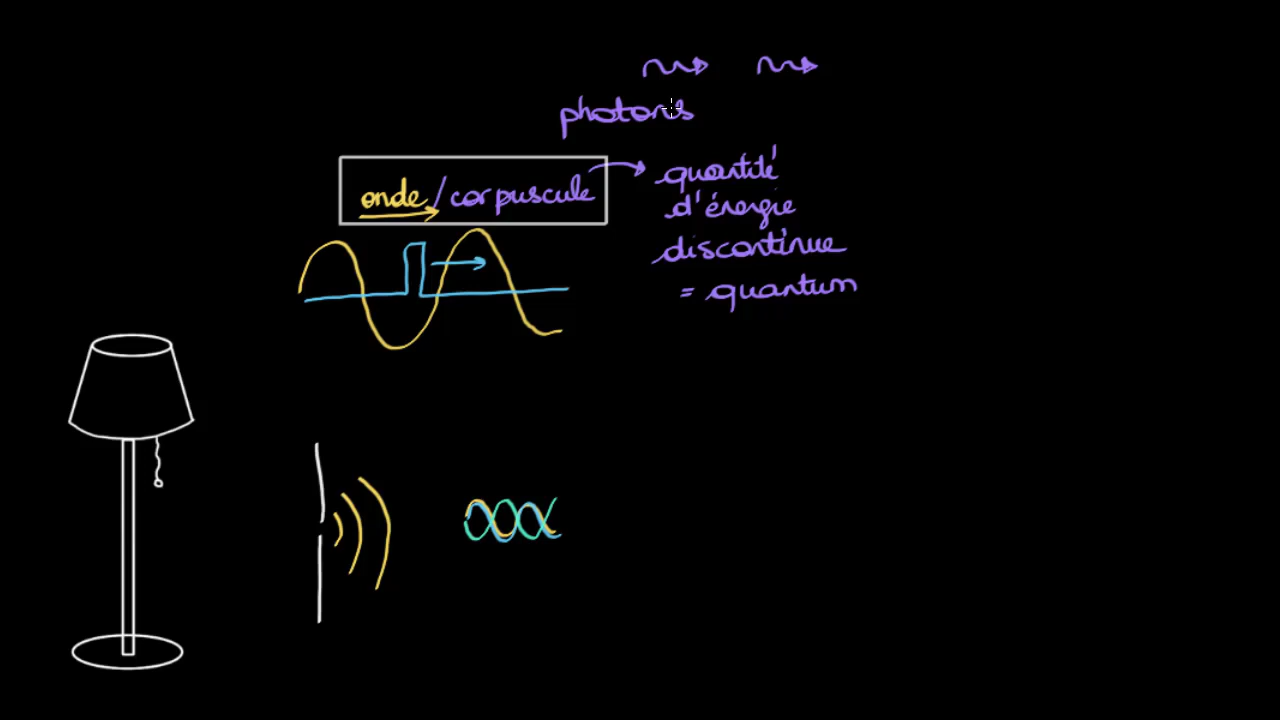 photons
onde/corpuscule
quantité
d'énergie
discontinue
= quantum